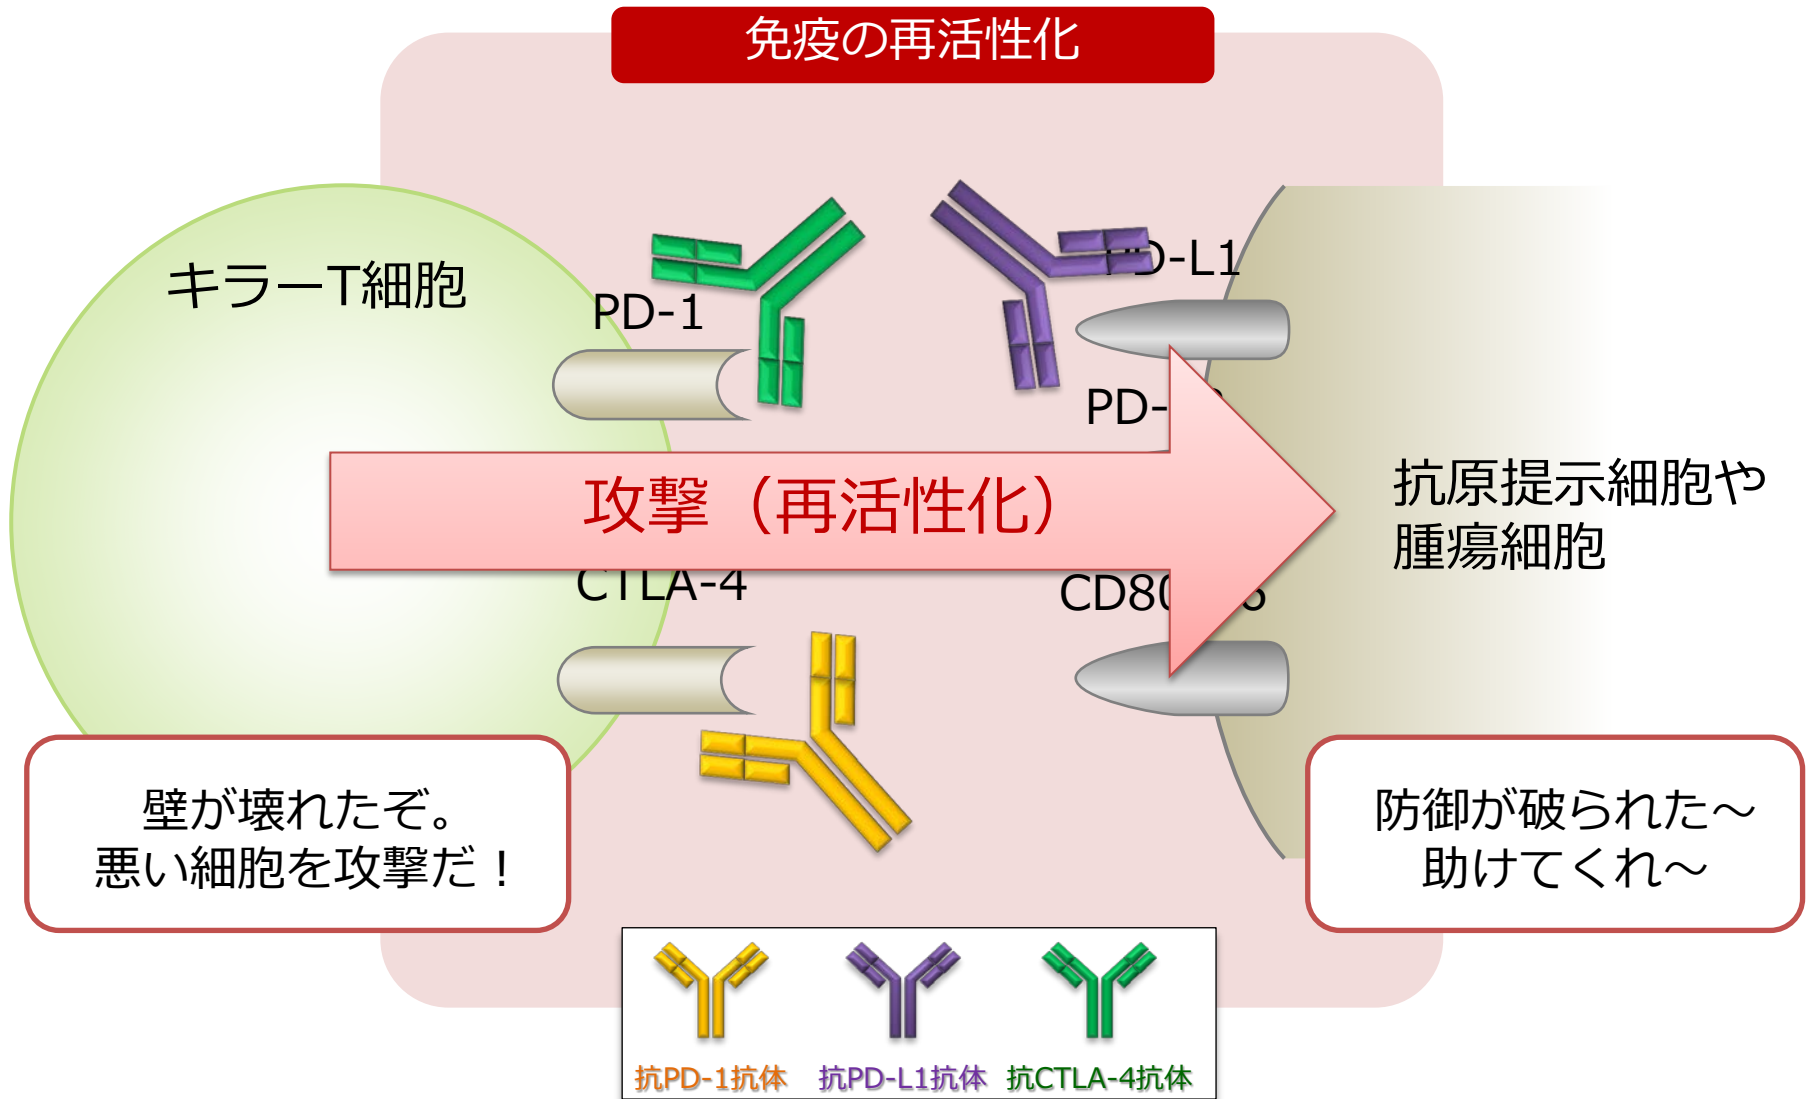 免疫の再活性化
キラーT細胞
PD-1
PD-L1
PD-
攻撃（再活性化）
抗原提示細胞や
腫瘍細胞
CTLA-4
CD80
壁が壊れたぞ。
悪い細胞を攻撃だ！
防御が破られた～
助けてくれ～
抗PD-1抗体
抗PD-L1抗体
抗CTLA-4抗体